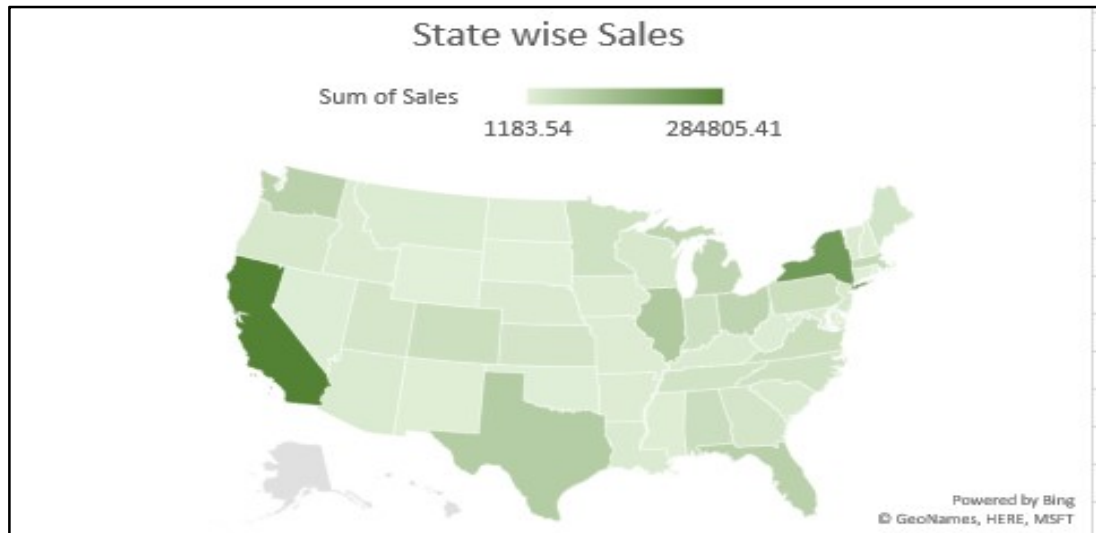 State wise Sales
Sum of Sales
1183.54 284805.41
Powered by Bing
© GeoNames, HERE, MSFT